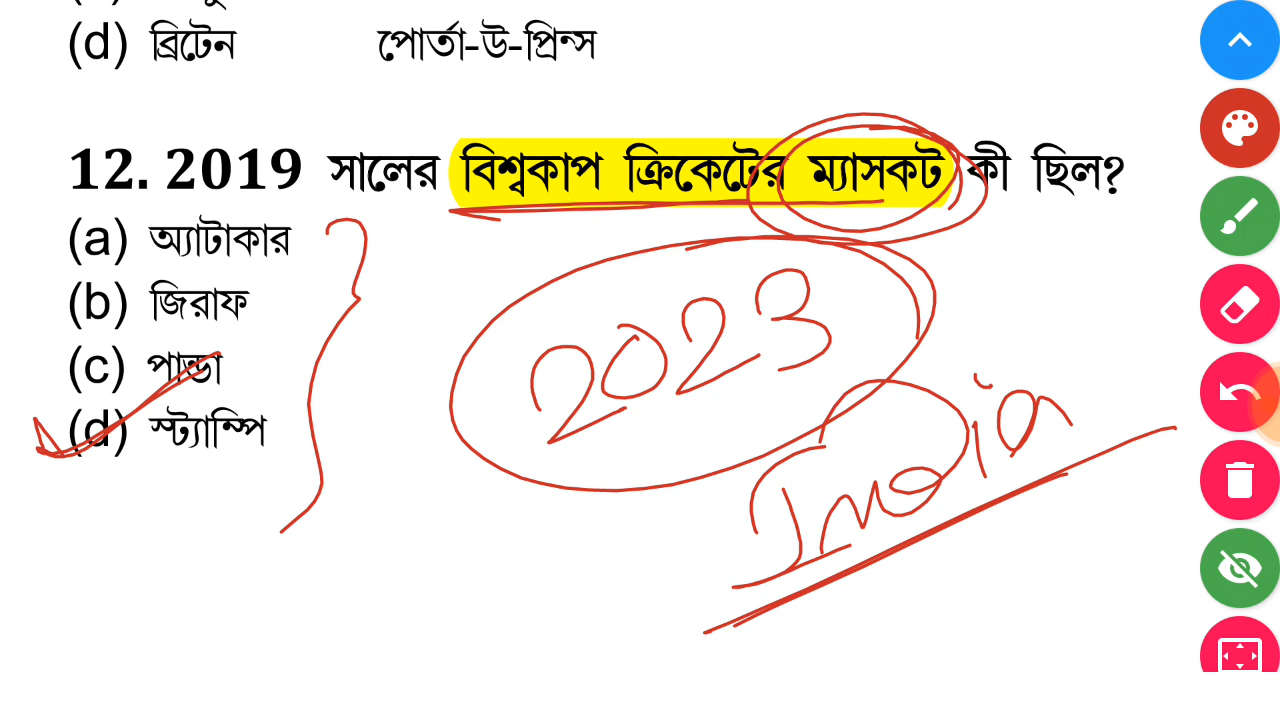 (d) ব্রিটেন পোর্তা-উ-প্রিন্স
12. 2019 সালের বিশ্বকাপ ক্রিকেটের ম্যাসকট কী ছিল?
(a) অ্যাটাকার
(b) জিরাফ
(c) পান্ডা
(d) স্ট্যাম্পি
2023
India